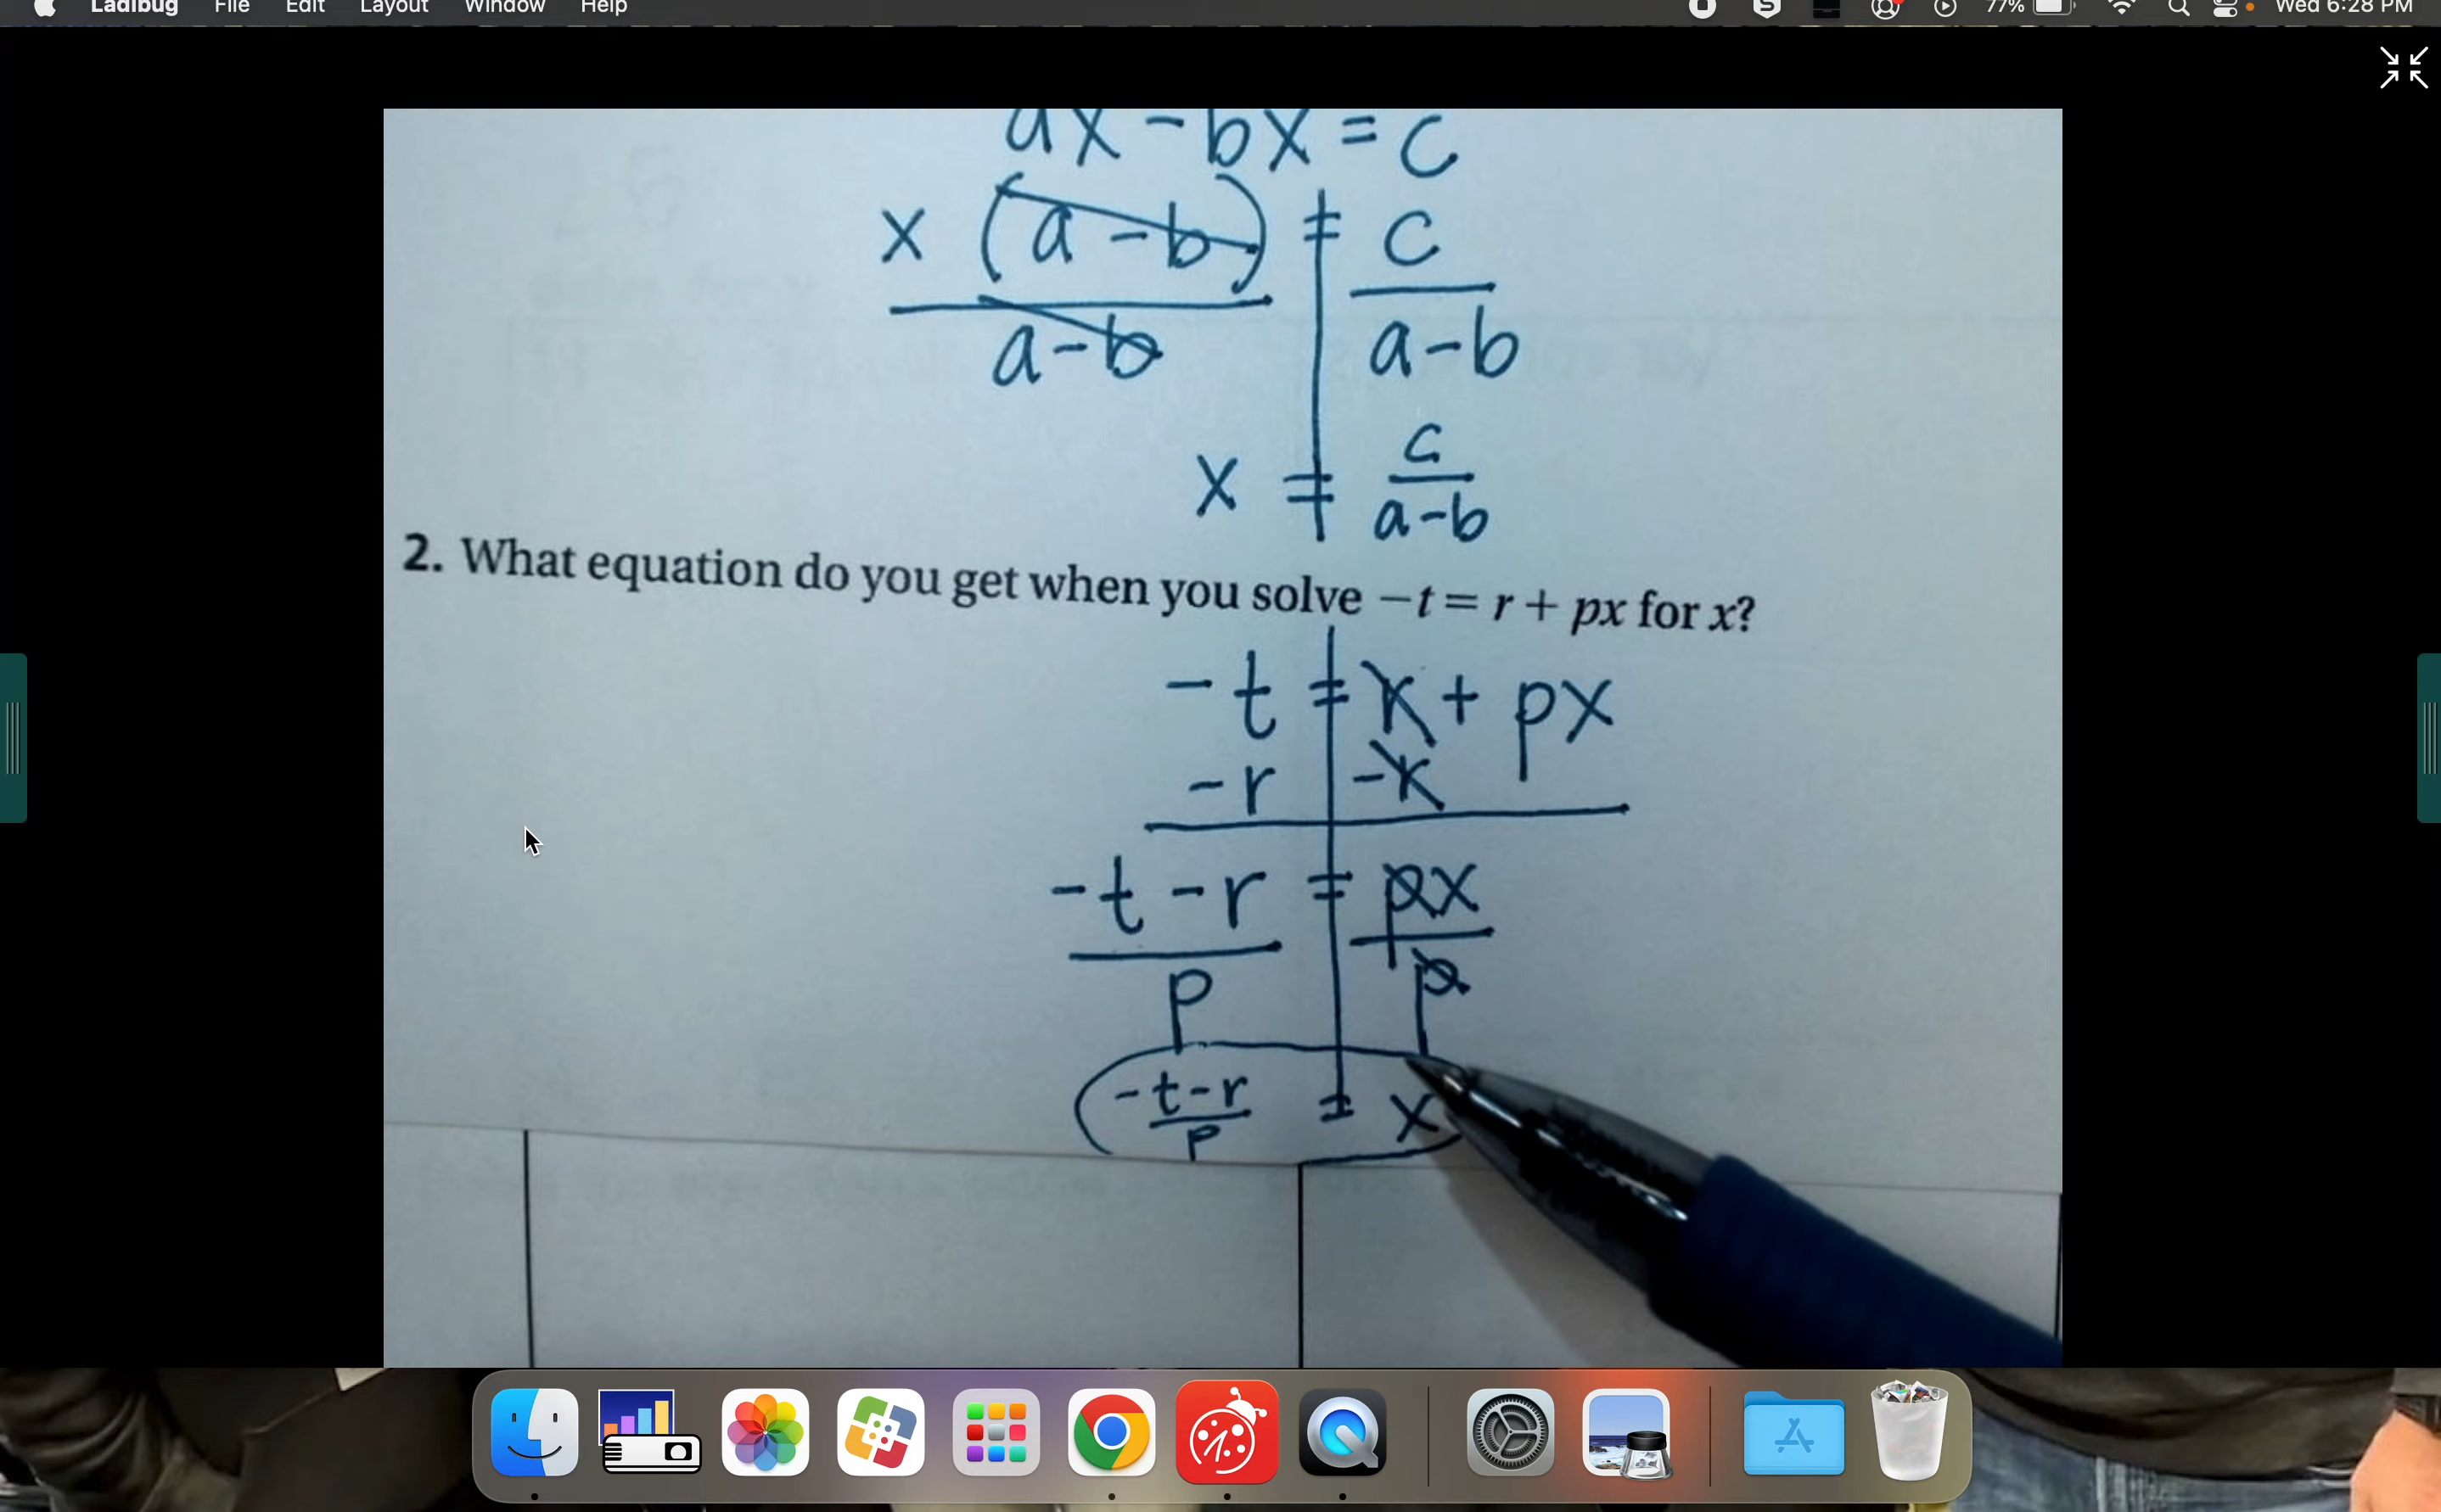 Ladibug File Edit Layout Window Help 77% Wed 6:28 PM
ax - bx = c
x (a - b) = c
a - b a - b
x = c
a - b
2. What equation do you get when you solve −t = r + px for x?
- t = r + px
- r - r
- t - r = px
p p
- t - r = x
p